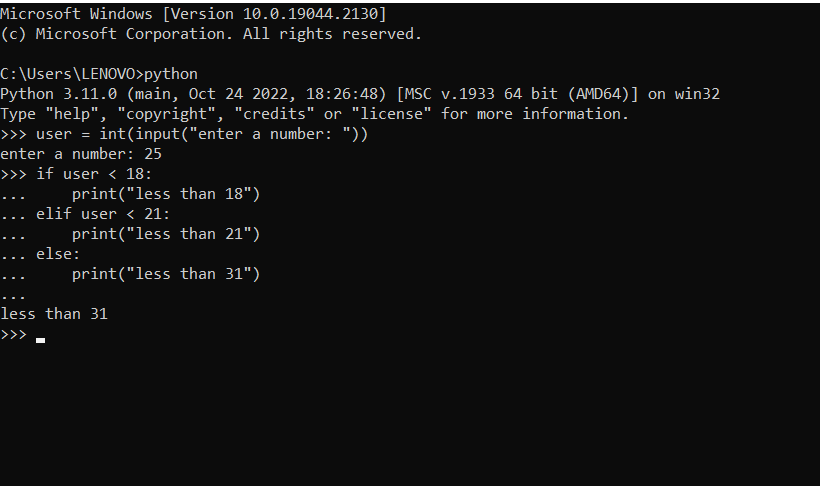 Microsoft Windows [Version 10.0.19044.2130]
(c) Microsoft Corporation. All rights reserved.
C:\Users\LENOVO>python
Python 3.11.0 (main, Oct 24 2022, 18:26:48) [MSC v.1933 64 bit (AMD64)] on win32
Type "help", "copyright", "credits" or "license" for more information.
>>> user = int(input("enter a number: "))
enter a number: 25
>>> if user < 18:
...     print("less than 18")
... elif user < 21:
...     print("less than 21")
... else:
...     print("less than 31")
...
less than 31
>>>